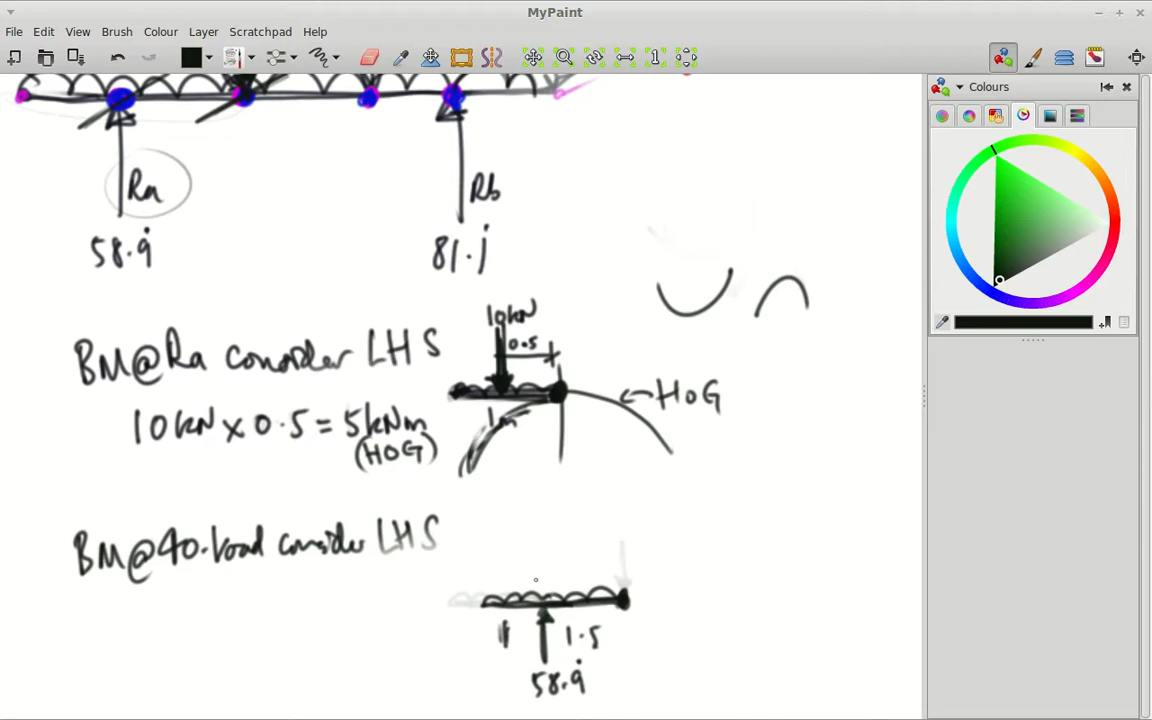 MyPaint
File Edit View Brush Colour Layer Scratchpad Help
Colours
Ra
Rb
58.9̇
81.1̇
10kN
0.5
BM@Ra consider LHS
1m
HOG
10kN x 0.5 = 5kNm
(HOG)
BM@40.load consider LHS
1 1.5
58.9̇